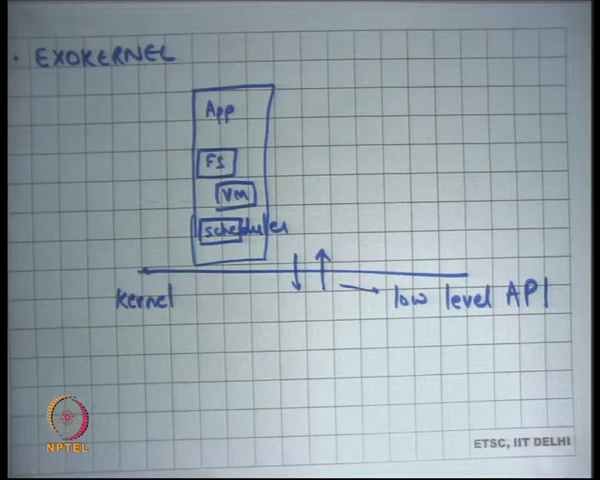 · EXOKERNEL
App
FS
VM
scheduler
kernel
low level API
NPTEL
ETSC, IIT DELHI